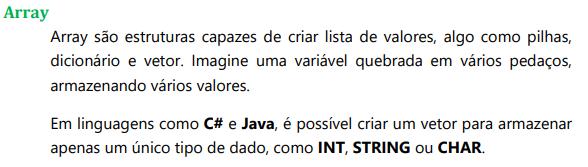 Array
Array são estruturas capazes de criar lista de valores, algo como pilhas,
dicionário e vetor. Imagine uma variável quebrada em vários pedaços,
armazenando vários valores.
Em linguagens como C# e Java, é possível criar um vetor para armazenar
apenas um único tipo de dado, como INT, STRING ou CHAR.